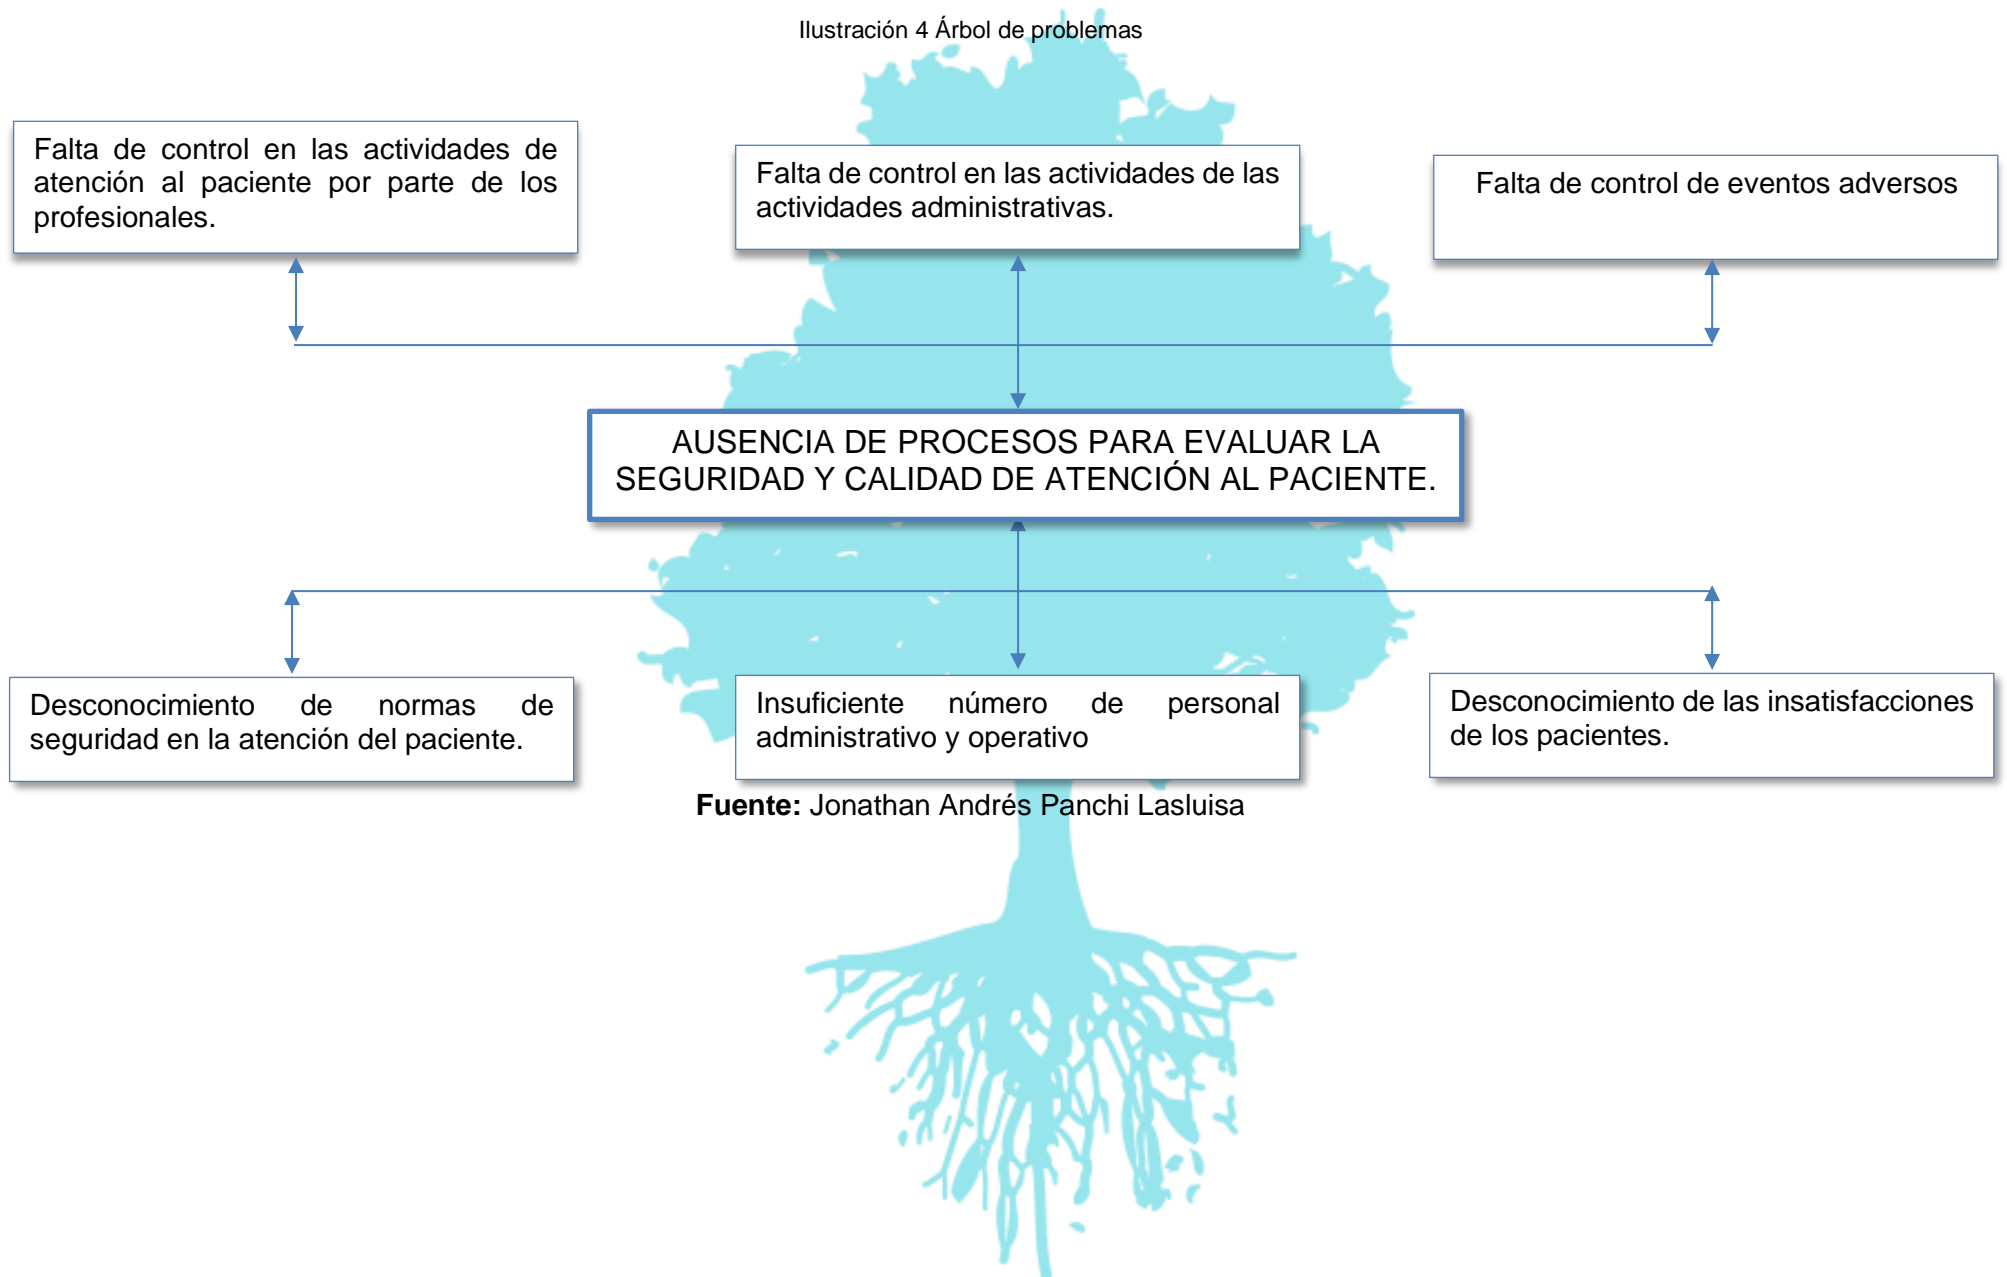 Ilustración 4 Árbol de problemas
Falta de control en las actividades de
atención al paciente por parte de los
profesionales.
Falta de control en las actividades de las
actividades administrativas.
Falta de control de eventos adversos
AUSENCIA DE PROCESOS PARA EVALUAR LA
SEGURIDAD Y CALIDAD DE ATENCIÓN AL PACIENTE.
Desconocimiento de normas de
seguridad en la atención del paciente.
Insuficiente número de personal
administrativo y operativo
Desconocimiento de las insatisfacciones
de los pacientes.
Fuente: Jonathan Andrés Panchi Lasluisa